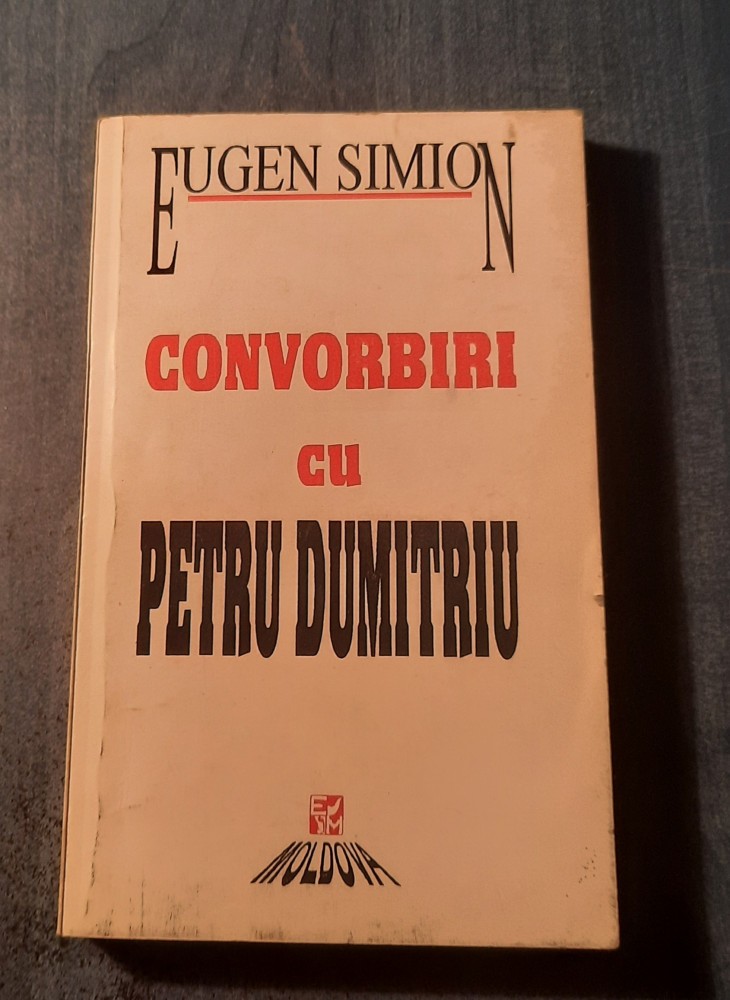 EUGEN SIMION
CONVORBIRI
cu
PETRU DUMITRIU
E M
MOLDOVA